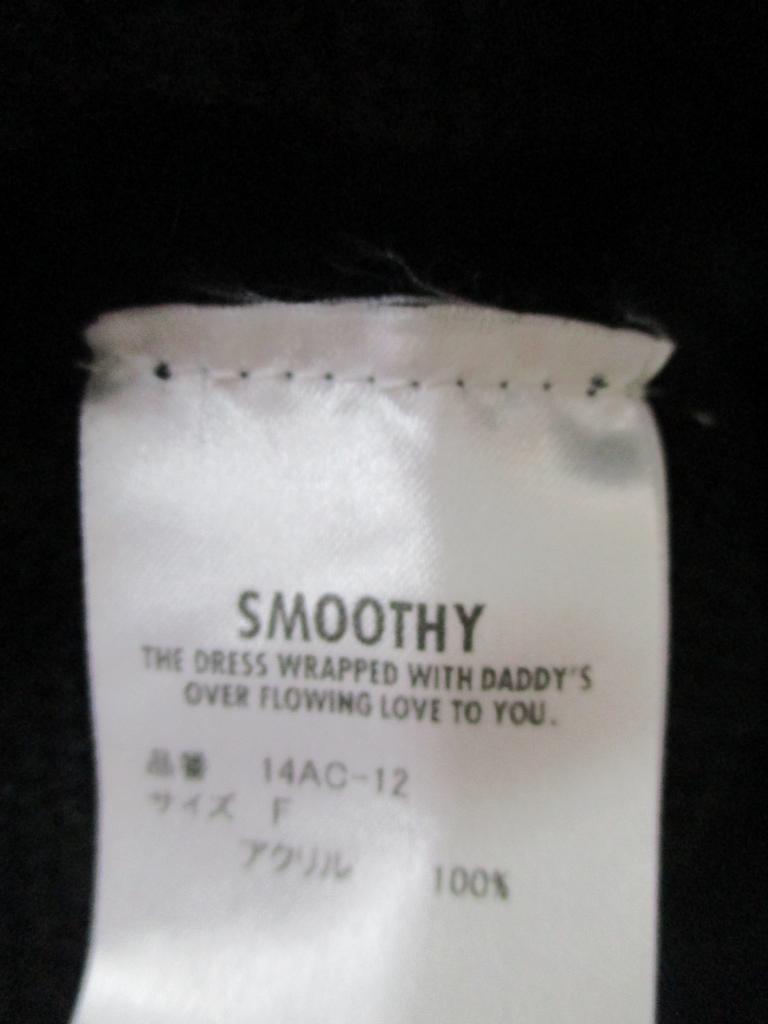 SMOOTHY
THE DRESS WRAPPED WITH DADDY'S
OVER FLOWING LOVE TO YOU.
品番 14AC-12
サイズ F
アクリル 100%